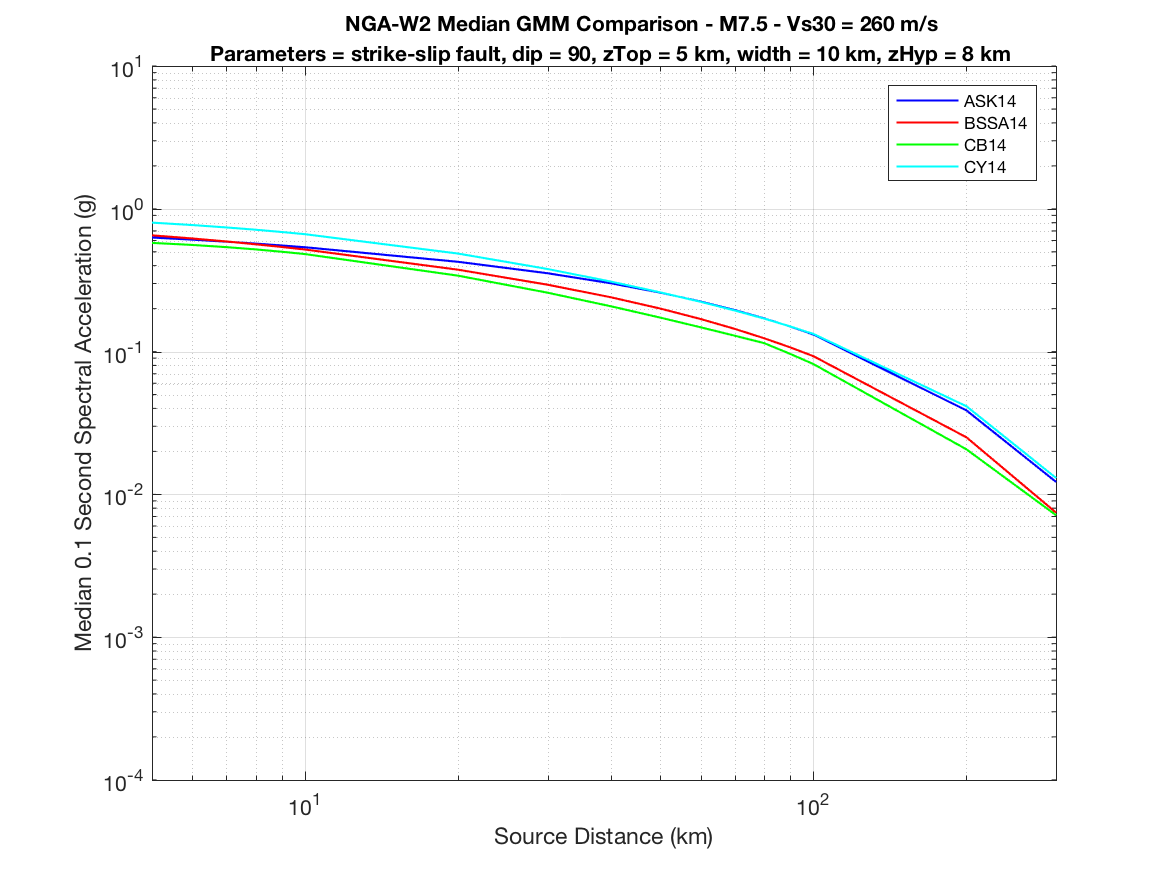 NGA-W2 Median GMM Comparison - M7.5 - Vs30 = 260 m/s
Parameters = strike-slip fault, dip = 90, zTop = 5 km, width = 10 km, zHyp = 8 km
ASK14
BSSA14
CB14
CY14
Median 0.1 Second Spectral Acceleration (g)
10^1
10^0
10^-1
10^-2
10^-3
10^-4
10^1
10^2
Source Distance (km)